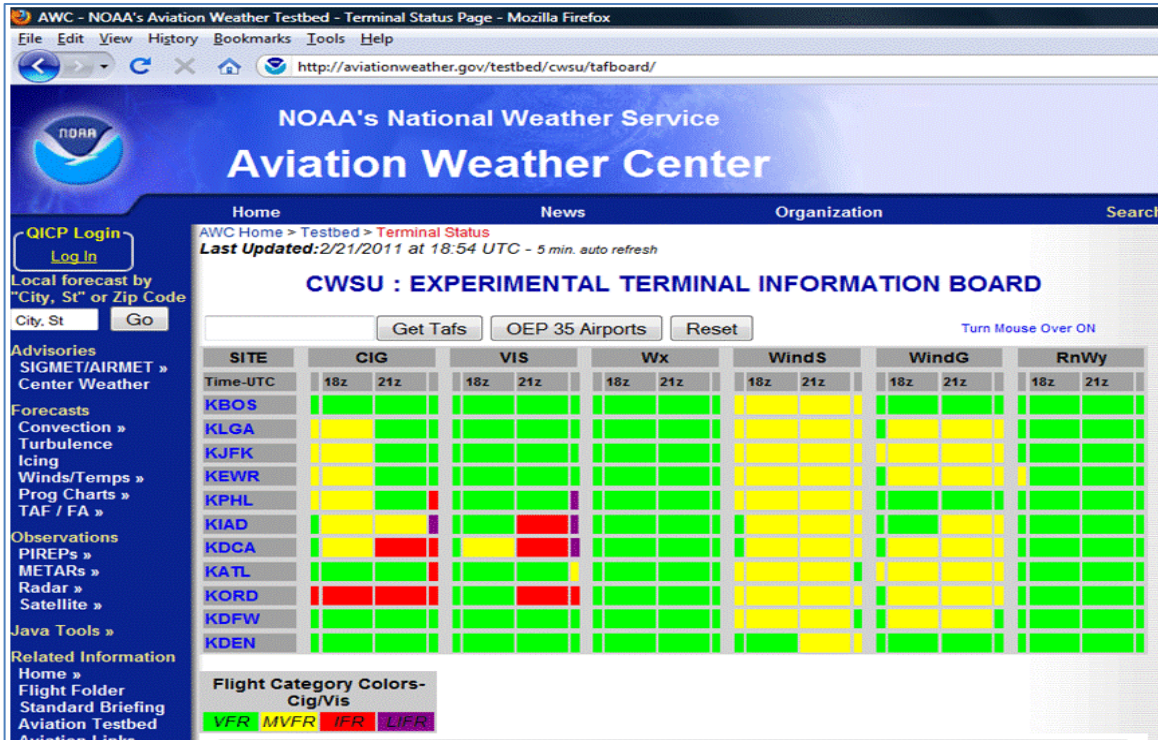 AWC - NOAA's Aviation Weather Testbed - Terminal Status Page - Mozilla Firefox
File Edit View History Bookmarks Tools Help
http://aviationweather.gov/testbed/cwsu/tafboard/
NOAA
NOAA's National Weather Service
Aviation Weather Center
Home News Organization Search
QICP Login
Log In
Local forecast by
"City, St" or Zip Code
City, St Go
Advisories
SIGMET/AIRMET »
Center Weather
Forecasts
Convection »
Turbulence
Icing
Winds/Temps »
Prog Charts »
TAF / FA »
Observations
PIREPs »
METARs »
Radar »
Satellite »
Java Tools »
Related Information
Home »
Flight Folder
Standard Briefing
Aviation Testbed
Aviation Links
AWC Home > Testbed > Terminal Status
Last Updated:2/21/2011 at 18:54 UTC - 5 min. auto refresh
CWSU : EXPERIMENTAL TERMINAL INFORMATION BOARD
Get Tafs OEP 35 Airports Reset Turn Mouse Over ON
SITE CIG VIS Wx WindS WindG RnWy
Time-UTC 18z 21z 18z 21z 18z 21z 18z 21z 18z 21z 18z 21z
KBOS
KLGA
KJFK
KEWR
KPHL
KIAD
KDCA
KATL
KORD
KDFW
KDEN
Flight Category Colors-
Cig/Vis
VFR MVFR IFR LIFR